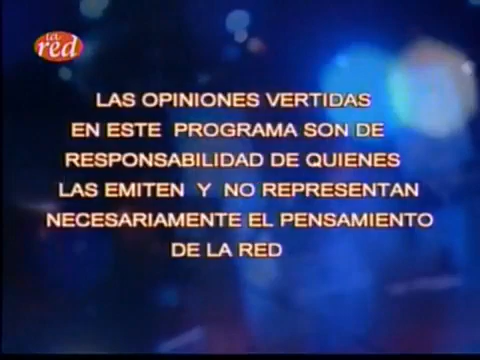 la
red
LAS OPINIONES VERTIDAS
EN ESTE PROGRAMA SON DE
RESPONSABILIDAD DE QUIENES
LAS EMITEN Y NO REPRESENTAN
NECESARIAMENTE EL PENSAMIENTO
DE LA RED